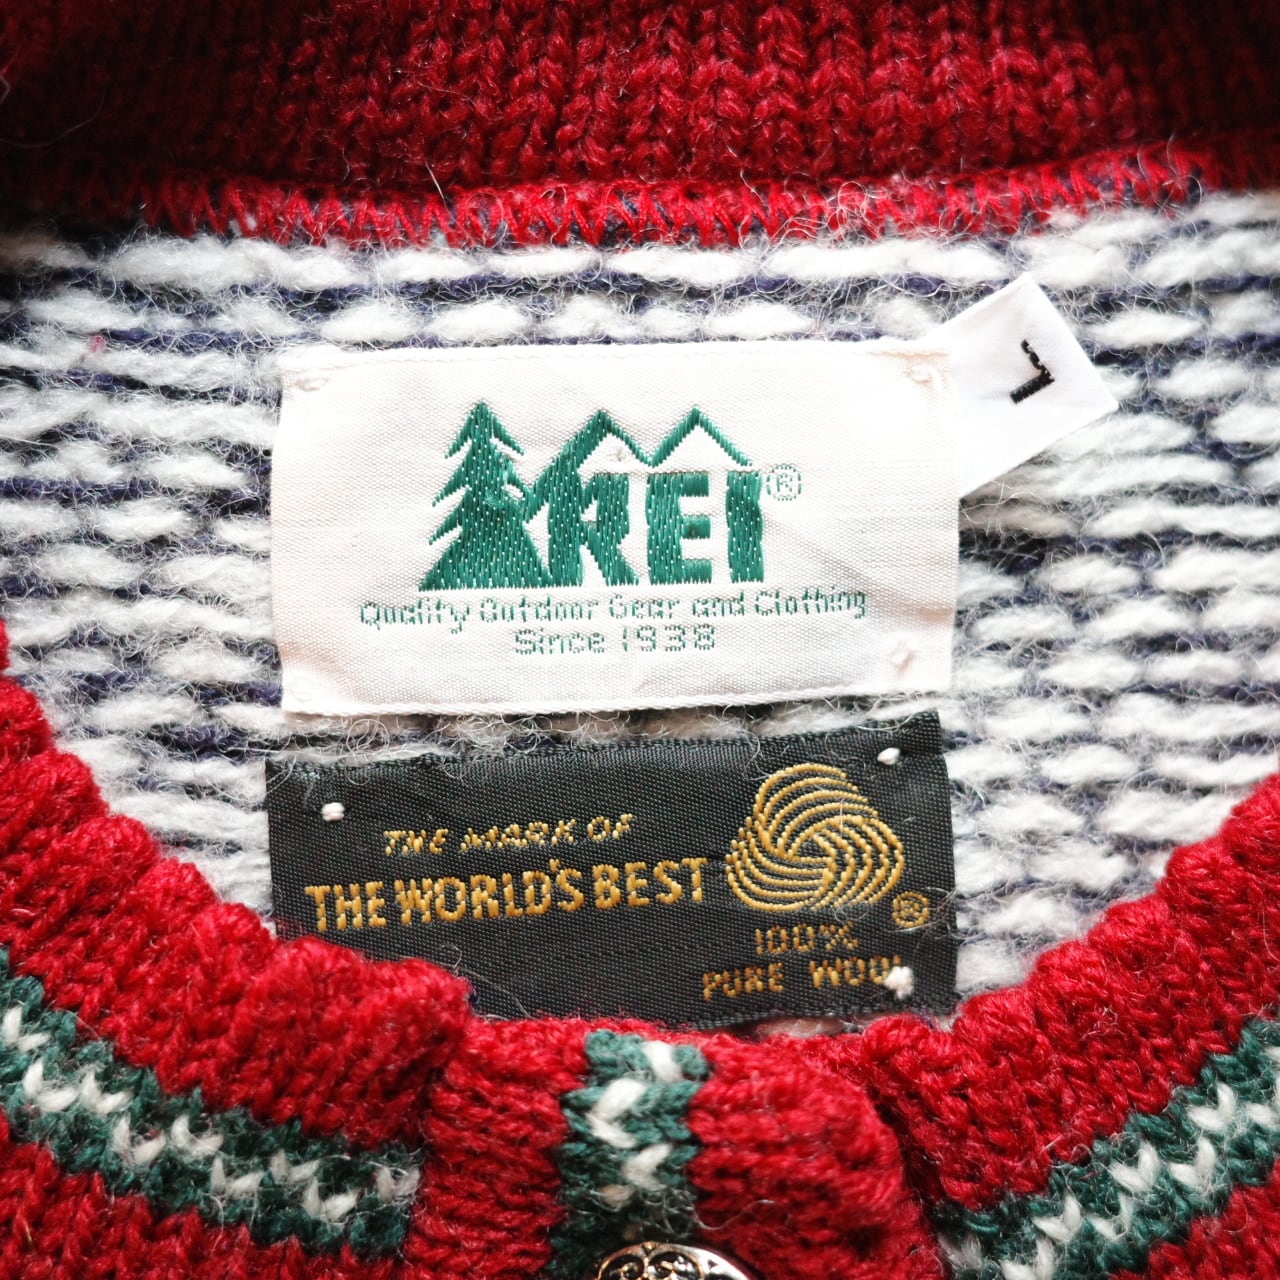 REI®
L
Quality Outdoor Gear and Clothing
Since 1938
THE MARK OF
THE WORLD'S BEST
®
100%
PURE WOOL